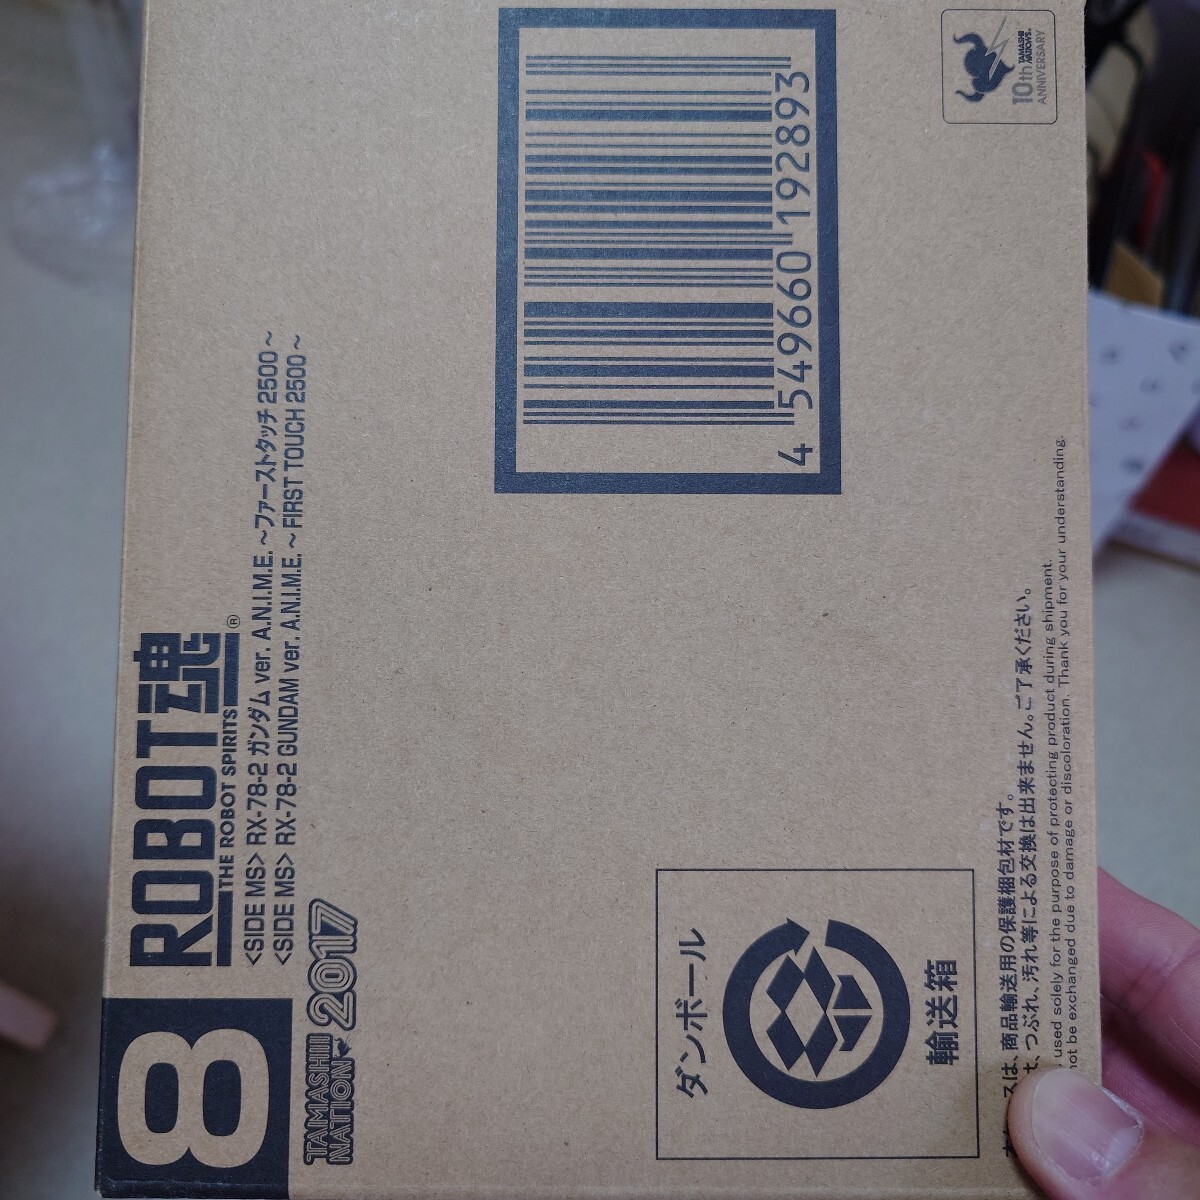 8
ROBOT魂
THE ROBOT SPIRITS®
<SIDE MS> RX-78-2 ガンダム ver. A.N.I.M.E. ～ファーストタッチ 2500～
<SIDE MS> RX-78-2 GUNDAM ver. A.N.I.M.E. ～ FIRST TOUCH 2500 ～
TAMASHII
NATION 2017
4 549660 192893
10th TAMASHII NATIONS
ANNIVERSARY
ダンボール
輸送箱
スは、商品輸送用の保護梱包材です。
つぶれ、汚れ等による交換は出来ません。ご了承ください。
used solely for the purpose of protecting product during shipment.
not be exchanged due to damage or discoloration. Thank you for your understanding.